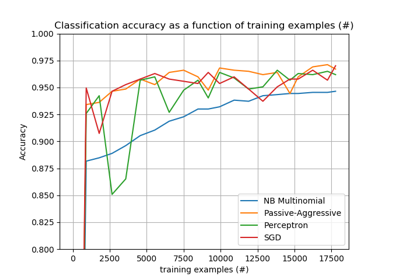 Classification accuracy as a function of training examples (#)
1.000
0.975
0.950
0.925
0.900
0.875
0.850
0.825
0.800
Accuracy
0
2500
5000
7500
10000
12500
15000
17500
training examples (#)
NB Multinomial
Passive-Aggressive
Perceptron
SGD